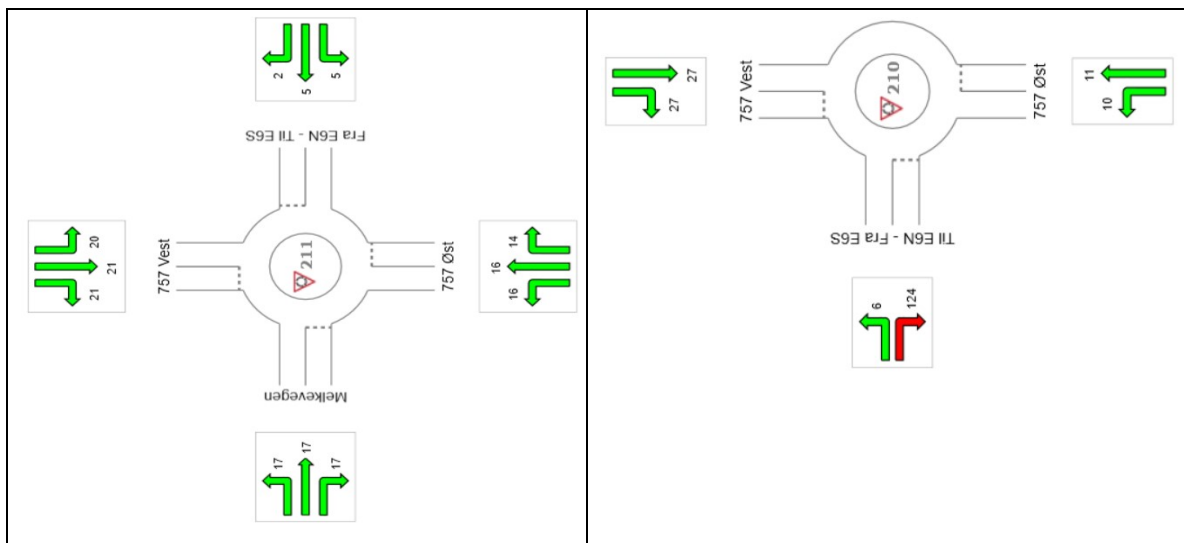 2
5
5
Fra E6N - Til E6S
20
21
21
757 Vest
211
757 Øst
14
16
16
Melkevegen
17
17
17
27
27
757 Vest
210
757 Øst
11
10
Til E6N - Fra E6S
6
124